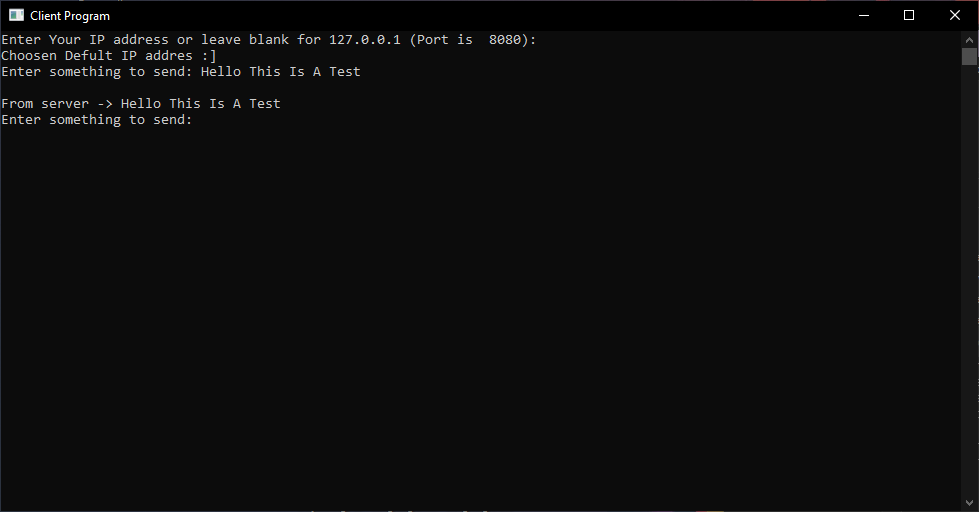 Client Program
Enter Your IP address or leave blank for 127.0.0.1 (Port is  8080):
Choosen Defult IP addres :]
Enter something to send: Hello This Is A Test
From server -> Hello This Is A Test
Enter something to send: